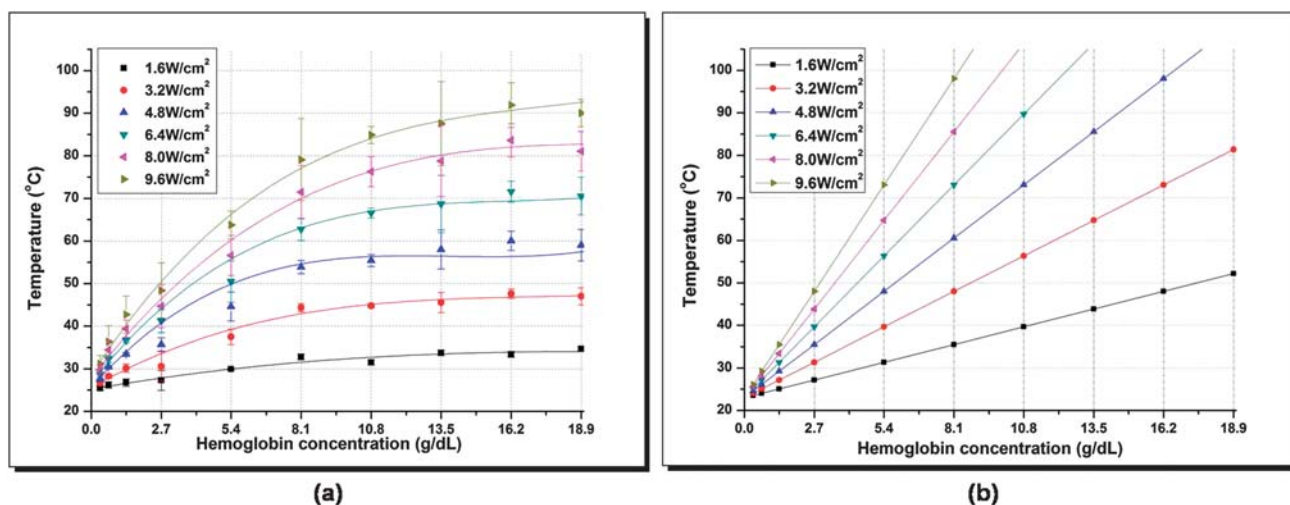 1.6W/cm²
3.2W/cm²
4.8W/cm²
6.4W/cm²
8.0W/cm²
9.6W/cm²
100
90
80
70
60
50
40
30
20
Temperature (°C)
0.0 2.7 5.4 8.1 10.8 13.5 16.2 18.9
Hemoglobin concentration (g/dL)
(a)
1.6W/cm²
3.2W/cm²
4.8W/cm²
6.4W/cm²
8.0W/cm²
9.6W/cm²
100
90
80
70
60
50
40
30
20
Temperature (°C)
0.0 2.7 5.4 8.1 10.8 13.5 16.2 18.9
Hemoglobin concentration (g/dL)
(b)